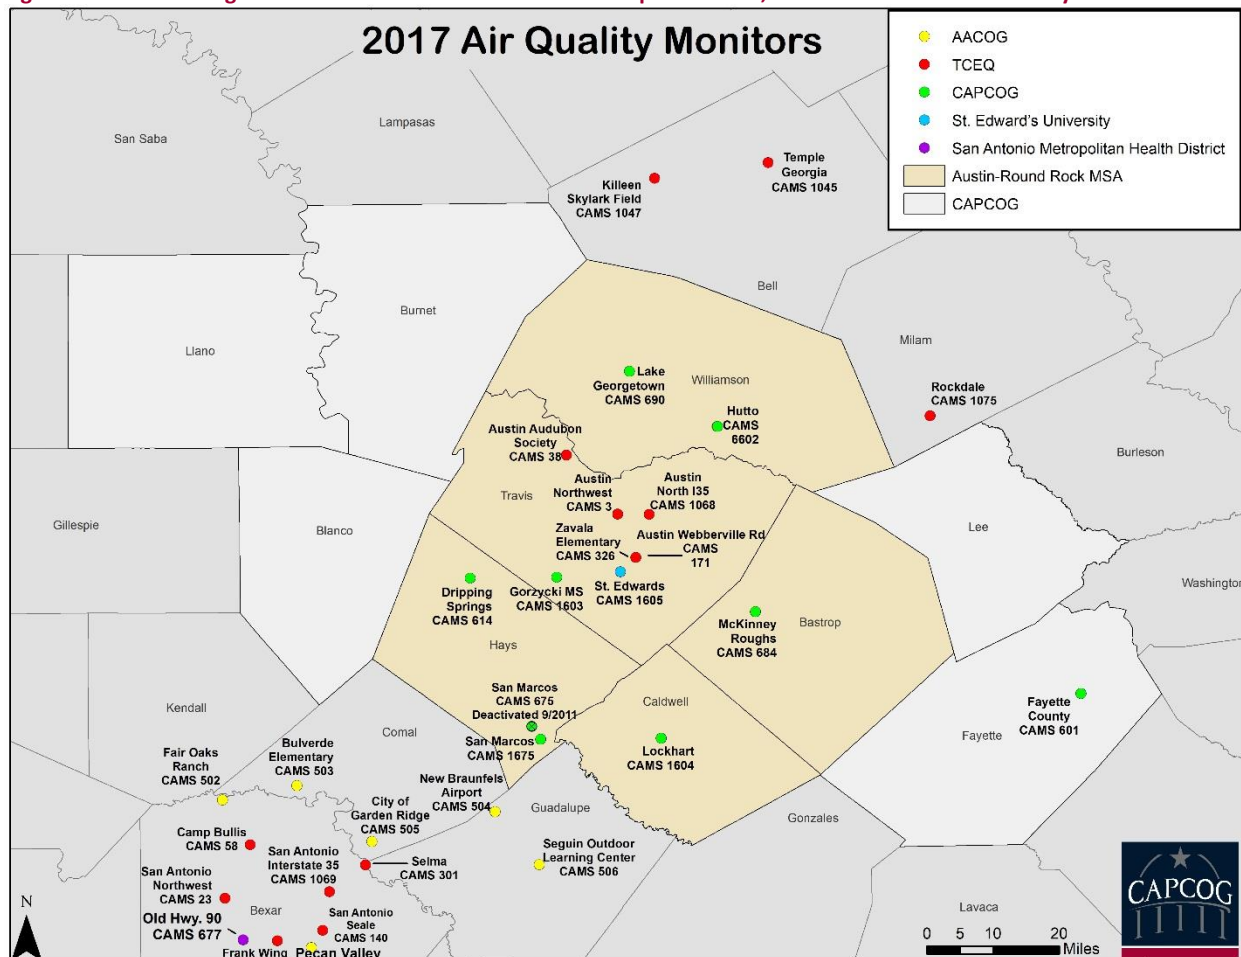 2017 Air Quality Monitors
AACOG
TCEQ
CAPCOG
St. Edward's University
San Antonio Metropolitan Health District
Austin-Round Rock MSA
CAPCOG
San Saba
Lampasas
Killeen
Skylark Field
CAMS 1047
Temple
Georgia
CAMS 1045
Bell
Burnet
Llano
Milam
Rockdale
CAMS 1075
Lake
Georgetown
CAMS 690
Williamson
Hutto
CAMS
6602
Burleson
Austin Audubon
Society
CAMS 38
Travis
Austin
Northwest
CAMS 3
Austin
North I35
CAMS 1068
Gillespie
Blanco
Lee
Zavala
Elementary
CAMS 326
Austin Webberville Rd
CAMS
171
Washington
Dripping
Springs
CAMS 614
Gorzycki MS
CAMS 1603
St. Edwards
CAMS 1605
McKinney
Roughs
CAMS 684
Bastrop
Hays
San Marcos
CAMS 675
Deactivated 9/2011
San Marcos
CAMS 1675
Caldwell
Lockhart
CAMS 1604
Fayette
County
CAMS 601
Fayette
Kendall
Comal
Fair Oaks
Ranch
CAMS 502
Bulverde
Elementary
CAMS 503
New Braunfels
Airport
CAMS 504
Guadalupe
Gonzales
City of
Garden Ridge
CAMS 505
Camp Bullis
CAMS 58
San Antonio
Interstate 35
CAMS 1069
Selma
CAMS 301
Seguin Outdoor
Learning Center
CAMS 506
San Antonio
Northwest
CAMS 23
Bexar
San Antonio
Seale
CAMS 140
Old Hwy. 90
CAMS 677
Frank Wing
Pecan Valley
Lavaca
N
0 5 10 20
Miles
CAPCOG